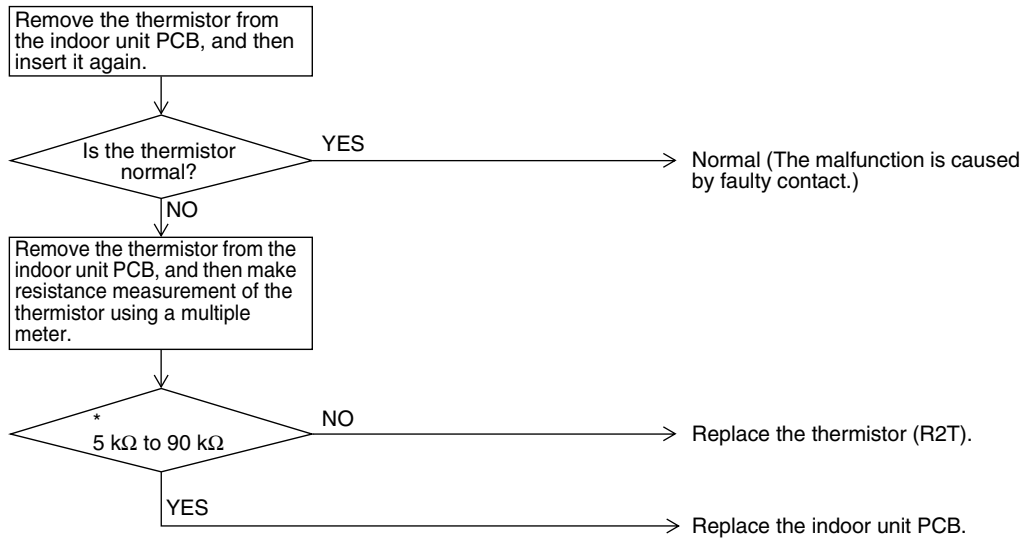 Remove the thermistor from
the indoor unit PCB, and then
insert it again.
Is the thermistor
normal?
YES
Normal (The malfunction is caused
by faulty contact.)
NO
Remove the thermistor from the
indoor unit PCB, and then make
resistance measurement of the
thermistor using a multiple
meter.
*
5 kΩ to 90 kΩ
NO
Replace the thermistor (R2T).
YES
Replace the indoor unit PCB.